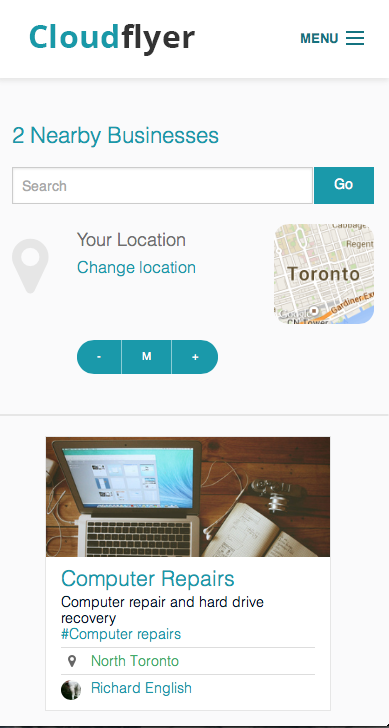 Cloudflyer
MENU
2 Nearby Businesses
Search
Go
Your Location
Change location
Cabbage
Regent
Toronto
Gardiner Ex
Google
CN Tower
- M +
Computer Repairs
Computer repair and hard drive
recovery
#Computer repairs
North Toronto
Richard English